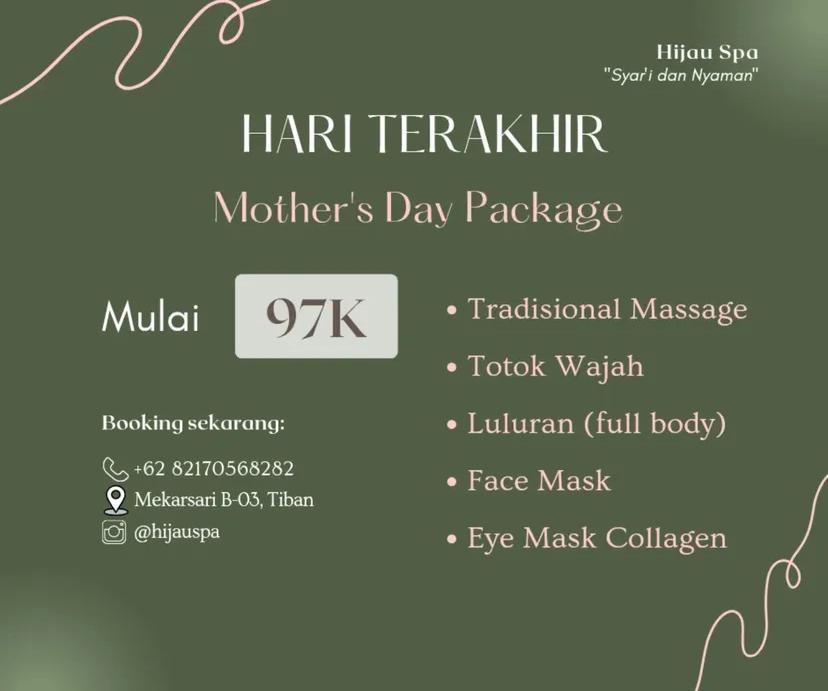 Hijau Spa
"Syar'i dan Nyaman"
HARI TERAKHIR
Mother's Day Package
Mulai 97K
Booking sekarang:
+62 82170568282
Mekarsari B-03, Tiban
@hijauspa
• Tradisional Massage
• Totok Wajah
• Luluran (full body)
• Face Mask
• Eye Mask Collagen